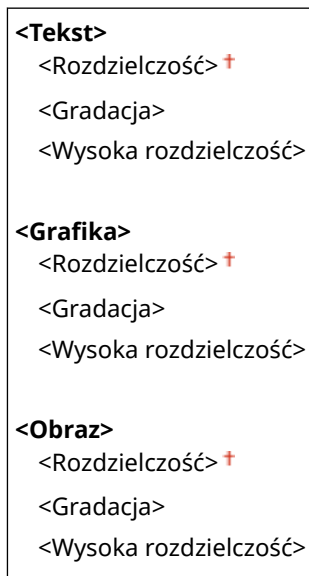 <Tekst>
<Rozdzielczość> †
<Gradacja>
<Wysoka rozdzielczość>
<Grafika>
<Rozdzielczość> †
<Gradacja>
<Wysoka rozdzielczość>
<Obraz>
<Rozdzielczość> †
<Gradacja>
<Wysoka rozdzielczość>